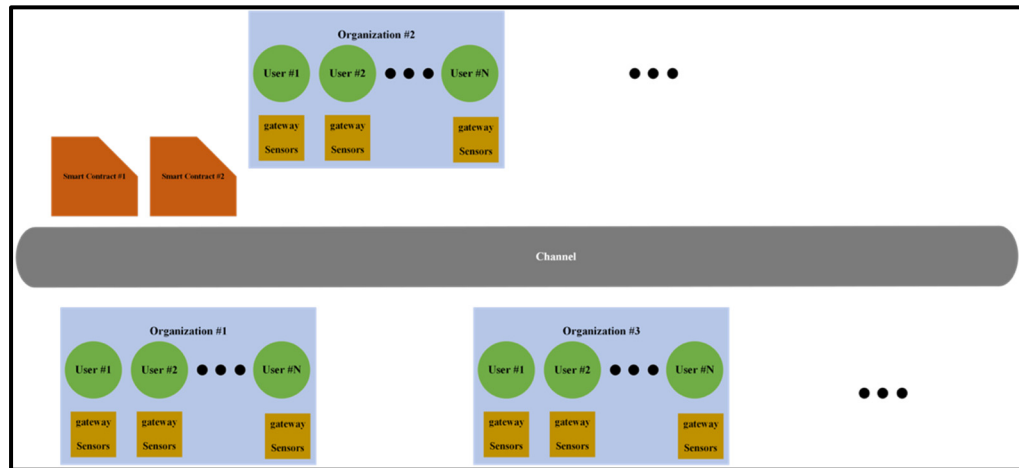 Organization #2
User #1 User #2 User #N
gateway gateway gateway
Sensors Sensors Sensors
Smart Contract #1 Smart Contract #2
Channel
Organization #1
User #1 User #2 User #N
gateway gateway gateway
Sensors Sensors Sensors
Organization #3
User #1 User #2 User #N
gateway gateway gateway
Sensors Sensors Sensors